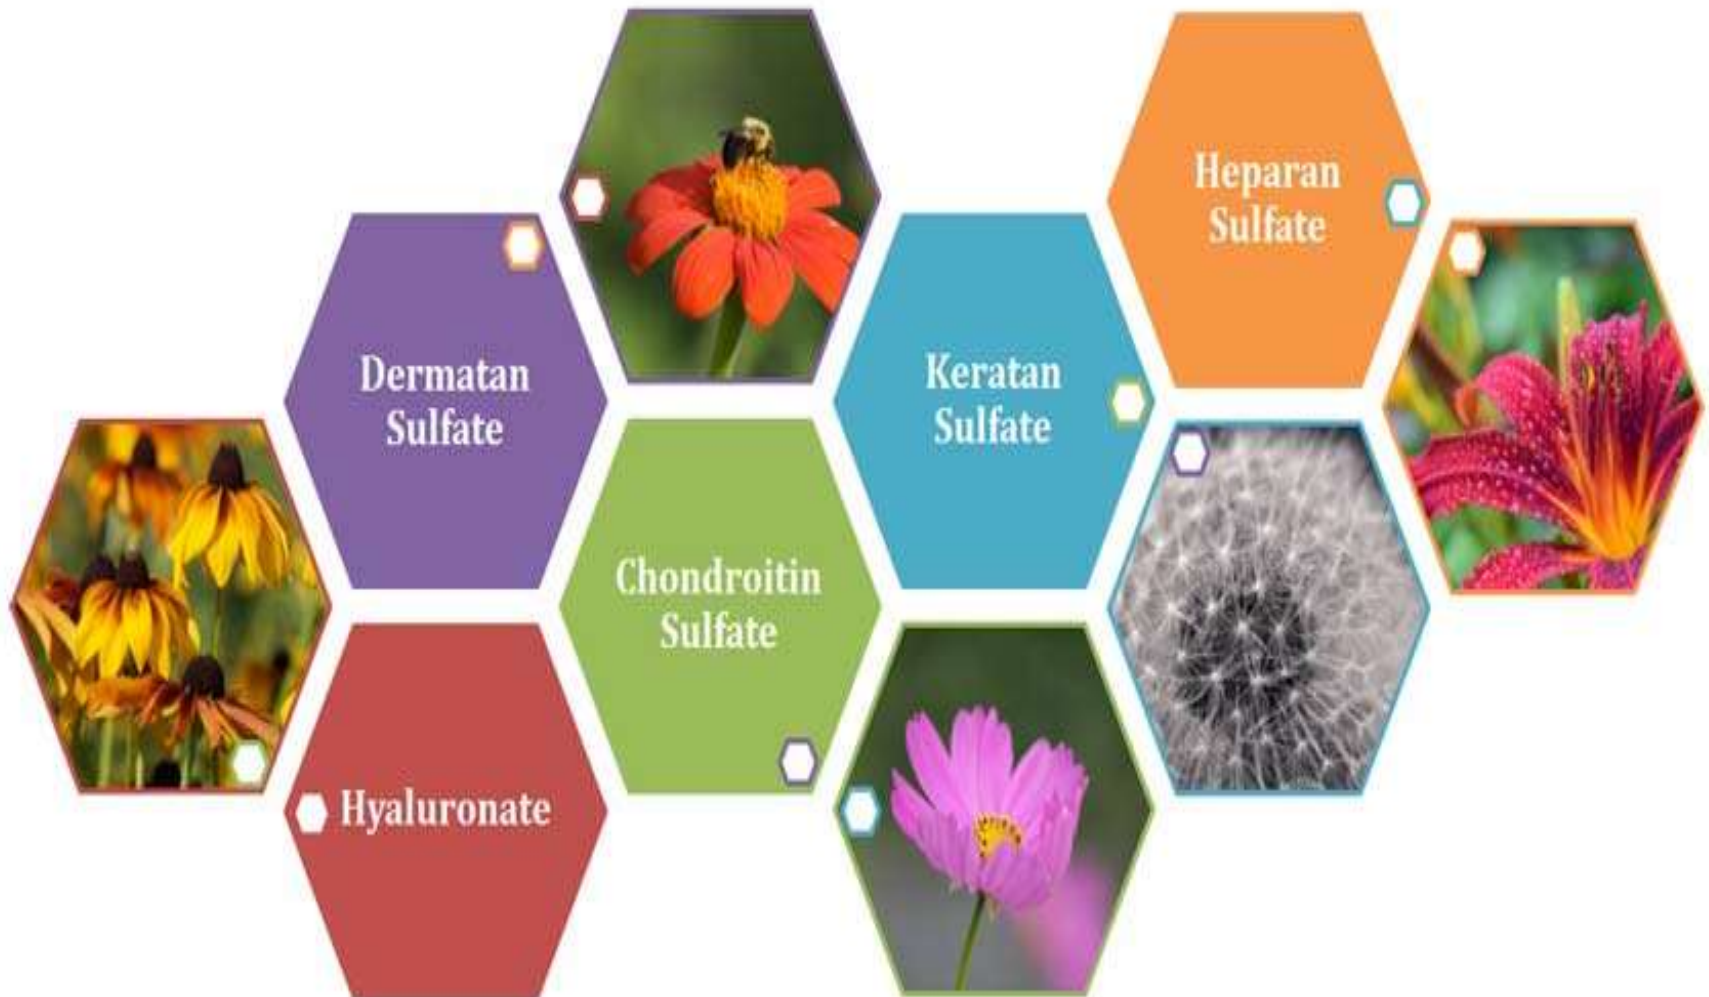 Heparan
Sulfate
Dermatan
Sulfate
Keratan
Sulfate
Chondroitin
Sulfate
Hyaluronate